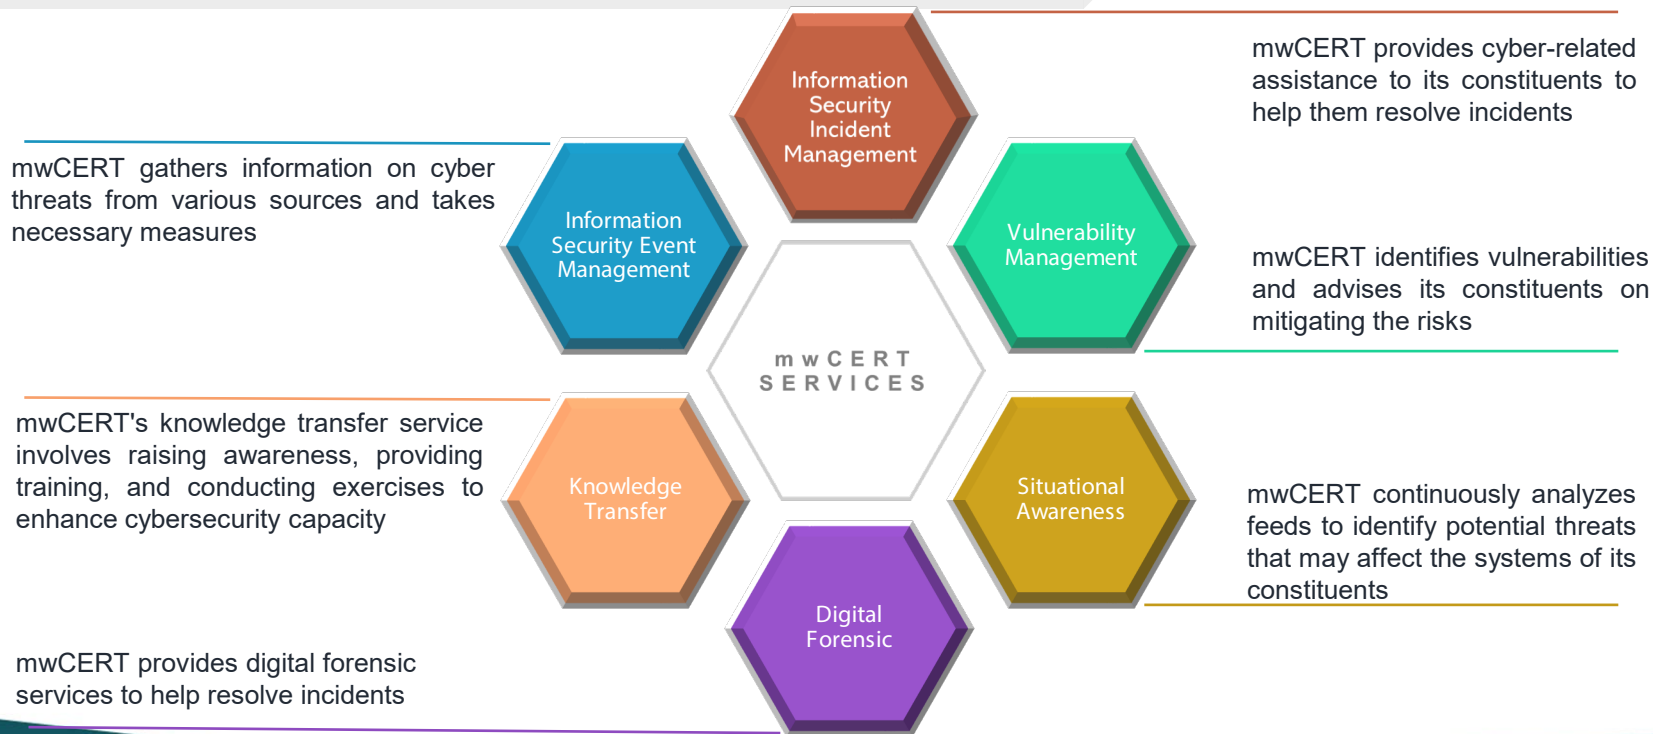 Information
Security
Incident
Management
mwCERT provides cyber-related
assistance to its constituents to
help them resolve incidents
mwCERT gathers information on cyber
threats from various sources and takes
necessary measures
Information
Security Event
Management
Vulnerability
Management
mwCERT identifies vulnerabilities
and advises its constituents on
mitigating the risks
mwCERT
SERVICES
mwCERT's knowledge transfer service
involves raising awareness, providing
training, and conducting exercises to
enhance cybersecurity capacity
Knowledge
Transfer
Situational
Awareness
mwCERT continuously analyzes
feeds to identify potential threats
that may affect the systems of its
constituents
Digital
Forensic
mwCERT provides digital forensic
services to help resolve incidents